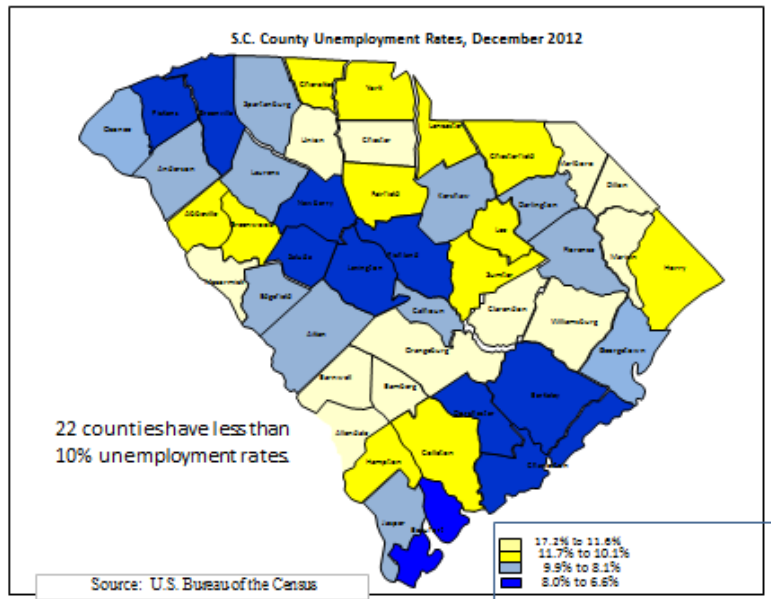 S.C. County Unemployment Rates, December 2012
Cherokee
York
Spartanburg
Greenville
Pickens
Oconee
Union
Chester
Lancaster
Chesterfield
Marlboro
Dillon
Anderson
Laurens
Fairfield
Kershaw
Darlington
Newberry
Lee
Florence
Marion
Horry
Abbeville
Greenwood
Saluda
Lexington
Richland
Sumter
Edgefield
Calhoun
Clarendon
Williamsburg
Aiken
Orangeburg
Georgetown
Barnwell
Bamberg
Berkeley
Dorchester
Allendale
Colleton
Charleston
Hampton
Jasper
22 counties have less than
10% unemployment rates.
17.2% to 11.6%
11.7% to 10.1%
9.9% to 8.1%
8.0% to 6.6%
Source: U.S. Bureau of the Census